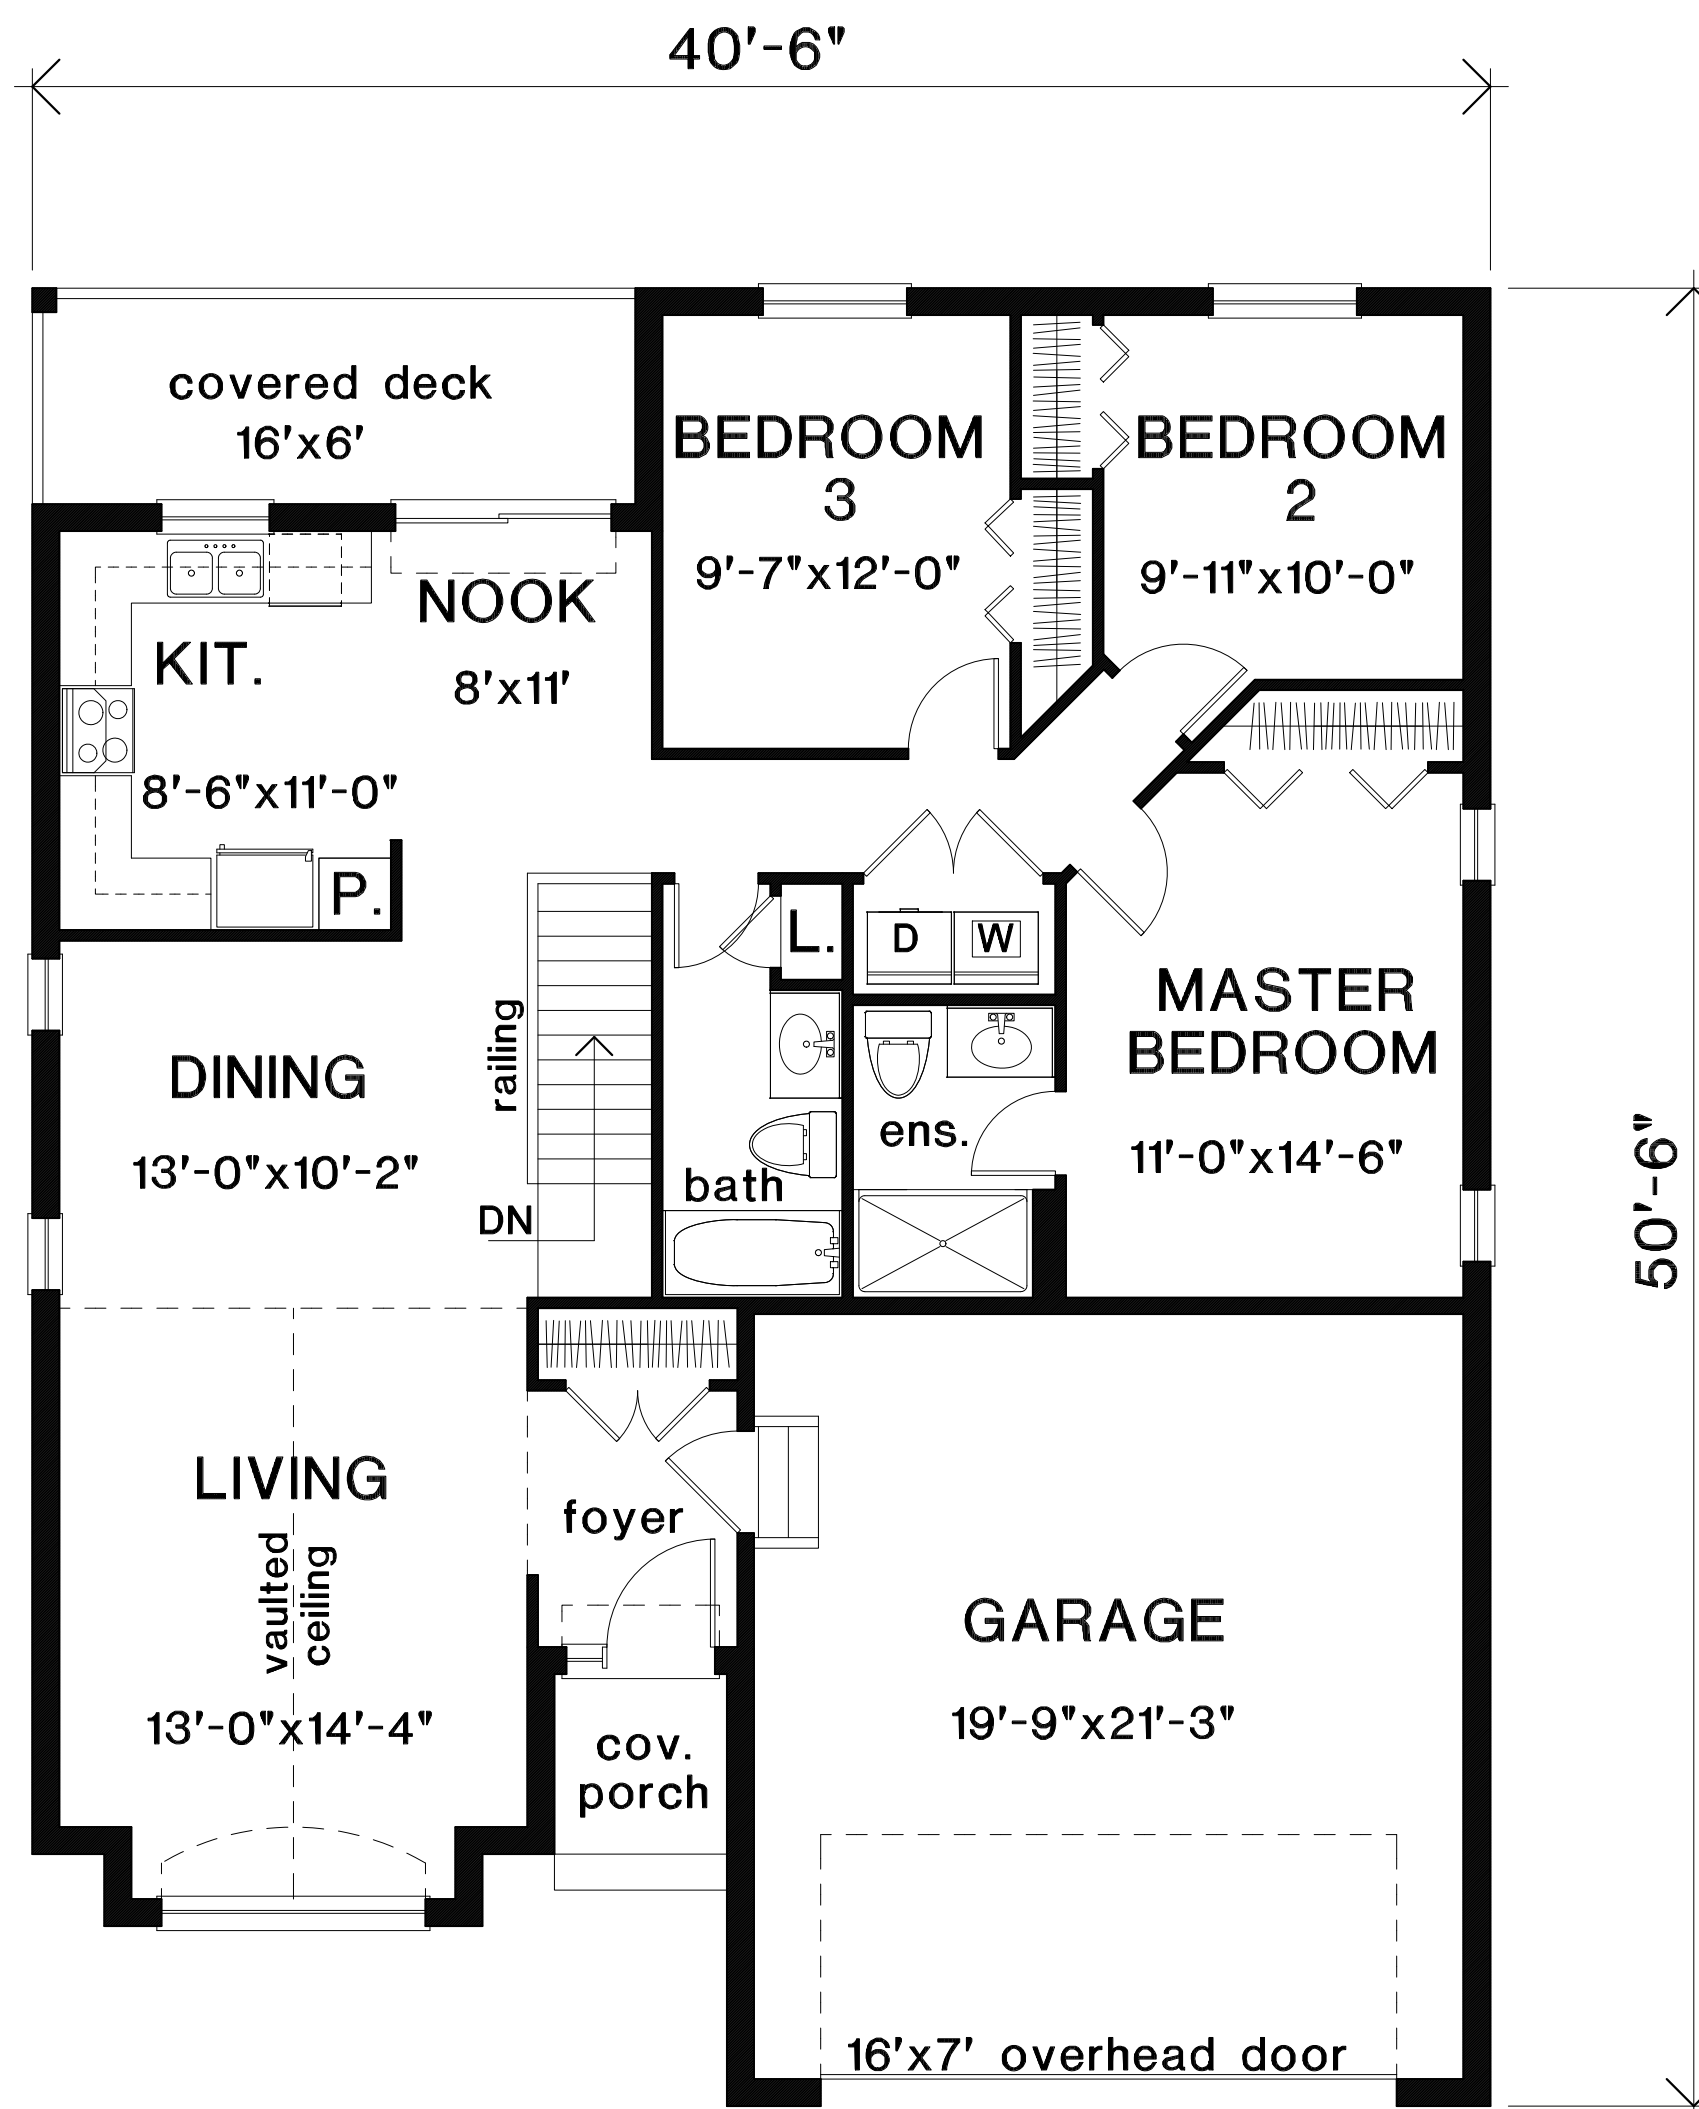 40'-6"
covered deck
16'x6'
BEDROOM
3
9'-7"x12'-0"
BEDROOM
2
9'-11"x10'-0"
NOOK
8'x11'
KIT.
8'-6"x11'-0"
P.
L.
D
W
MASTER
BEDROOM
11'-0"x14'-6"
railing
DINING
13'-0"x10'-2"
DN
bath
ens.
50'-6"
LIVING
vaulted
ceiling
13'-0"x14'-4"
foyer
cov.
porch
GARAGE
19'-9"x21'-3"
16'x7' overhead door